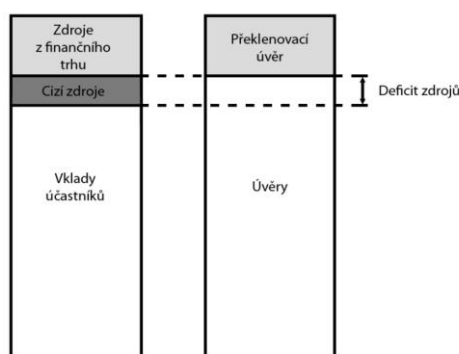 Zdroje
z finančního
trhu
Cizí zdroje
Vklady
účastníků
Překlenovací
úvěr
Úvěry
Deficit zdrojů